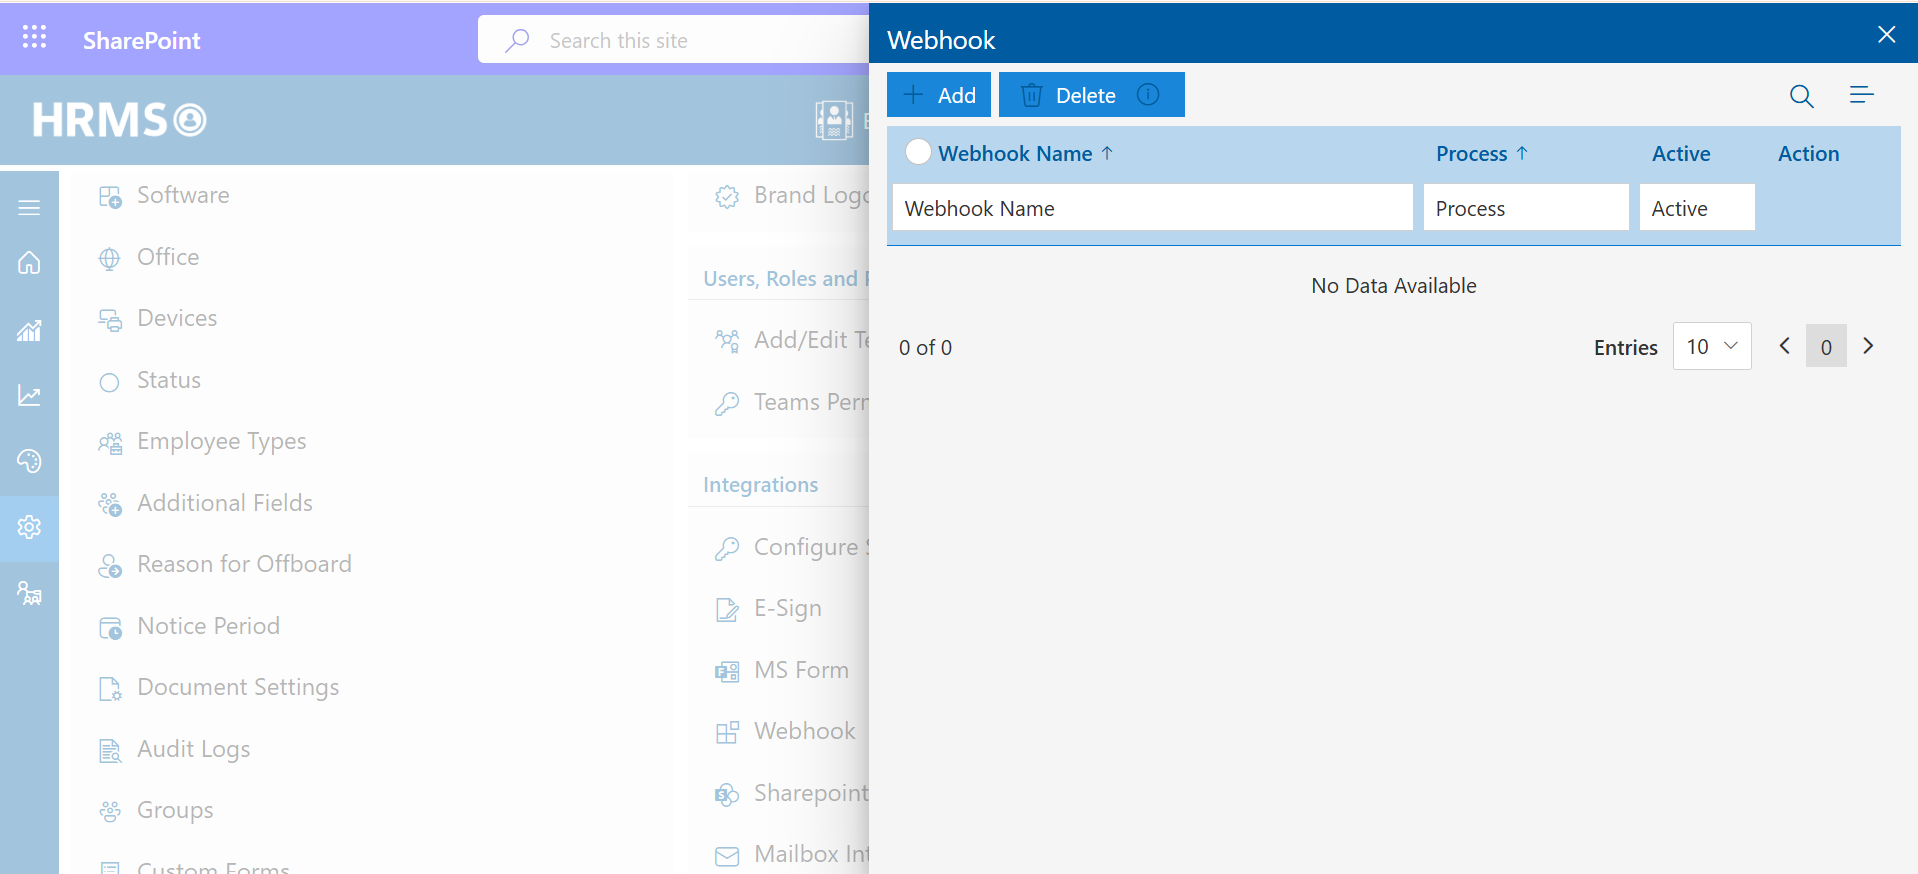 SharePoint
Search this site
HRMS
Software
Office
Devices
Status
Employee Types
Additional Fields
Reason for Offboard
Notice Period
Document Settings
Audit Logs
Groups
Custom Forms
Brand Logo
Users, Roles and
Add/Edit
Teams
Integrations
Configure
E-Sign
MS Form
Webhook
Sharepoint
Mailbox
Webhook
Add
Delete
Webhook Name ↑ Process ↑ Active Action
Webhook Name Process Active
No Data Available
0 of 0
Entries 10 0